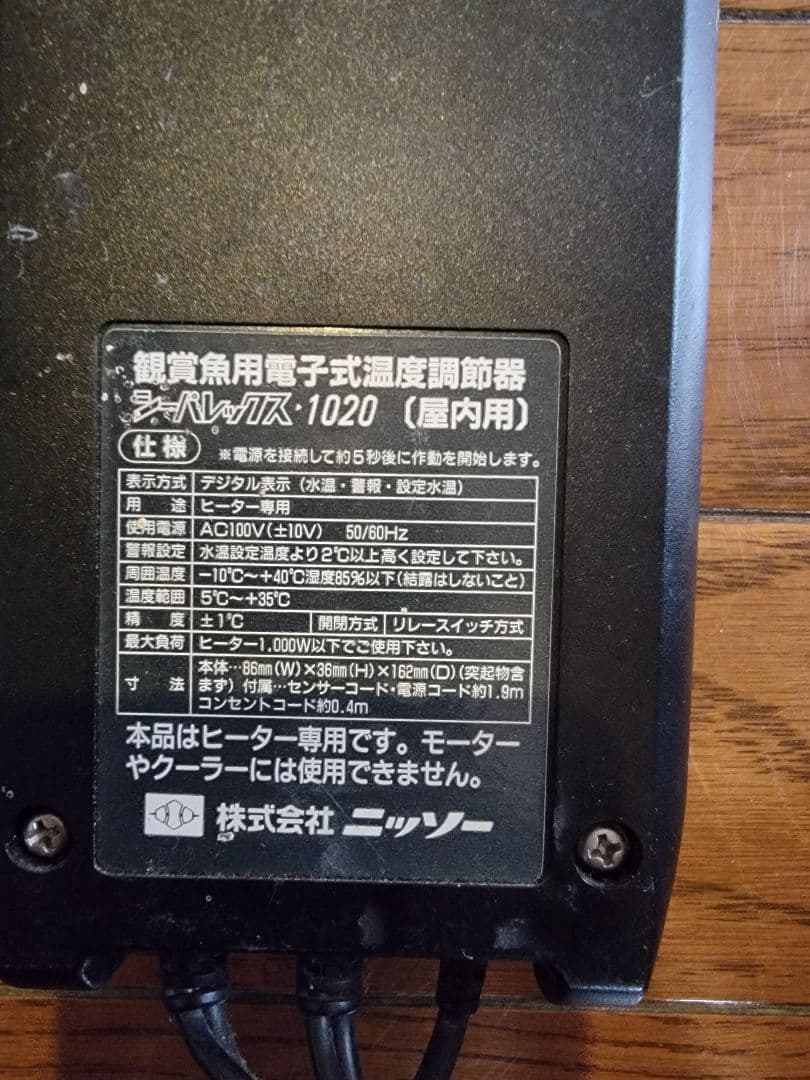 観賞魚用電子式温度調節器
シーパレックス・1020 (屋内用)
仕様 ※電源を接続して約5秒後に作動を開始します。
表示方式 デジタル表示（水温・警報・設定水温）
用途 ヒーター専用
使用電源 AC100V(±10V) 50/60Hz
警報設定 水温設定温度より2℃以上高く設定して下さい。
周囲温度 -10℃～+40℃湿度85%以下(結露はしないこと)
温度範囲 5℃～+35℃
精度 ±1℃ 開閉方式 リレースイッチ方式
最大負荷 ヒーター1.000W以下でご使用下さい。
寸法 本体…86mm(W)×36mm(H)×162mm(D)(突起物含
まず) 付属…センサーコード・電源コード約1.9m
コンセントコード約0.4m
本品はヒーター専用です。モーター
やクーラーには使用できません。
株式会社 ニッソー